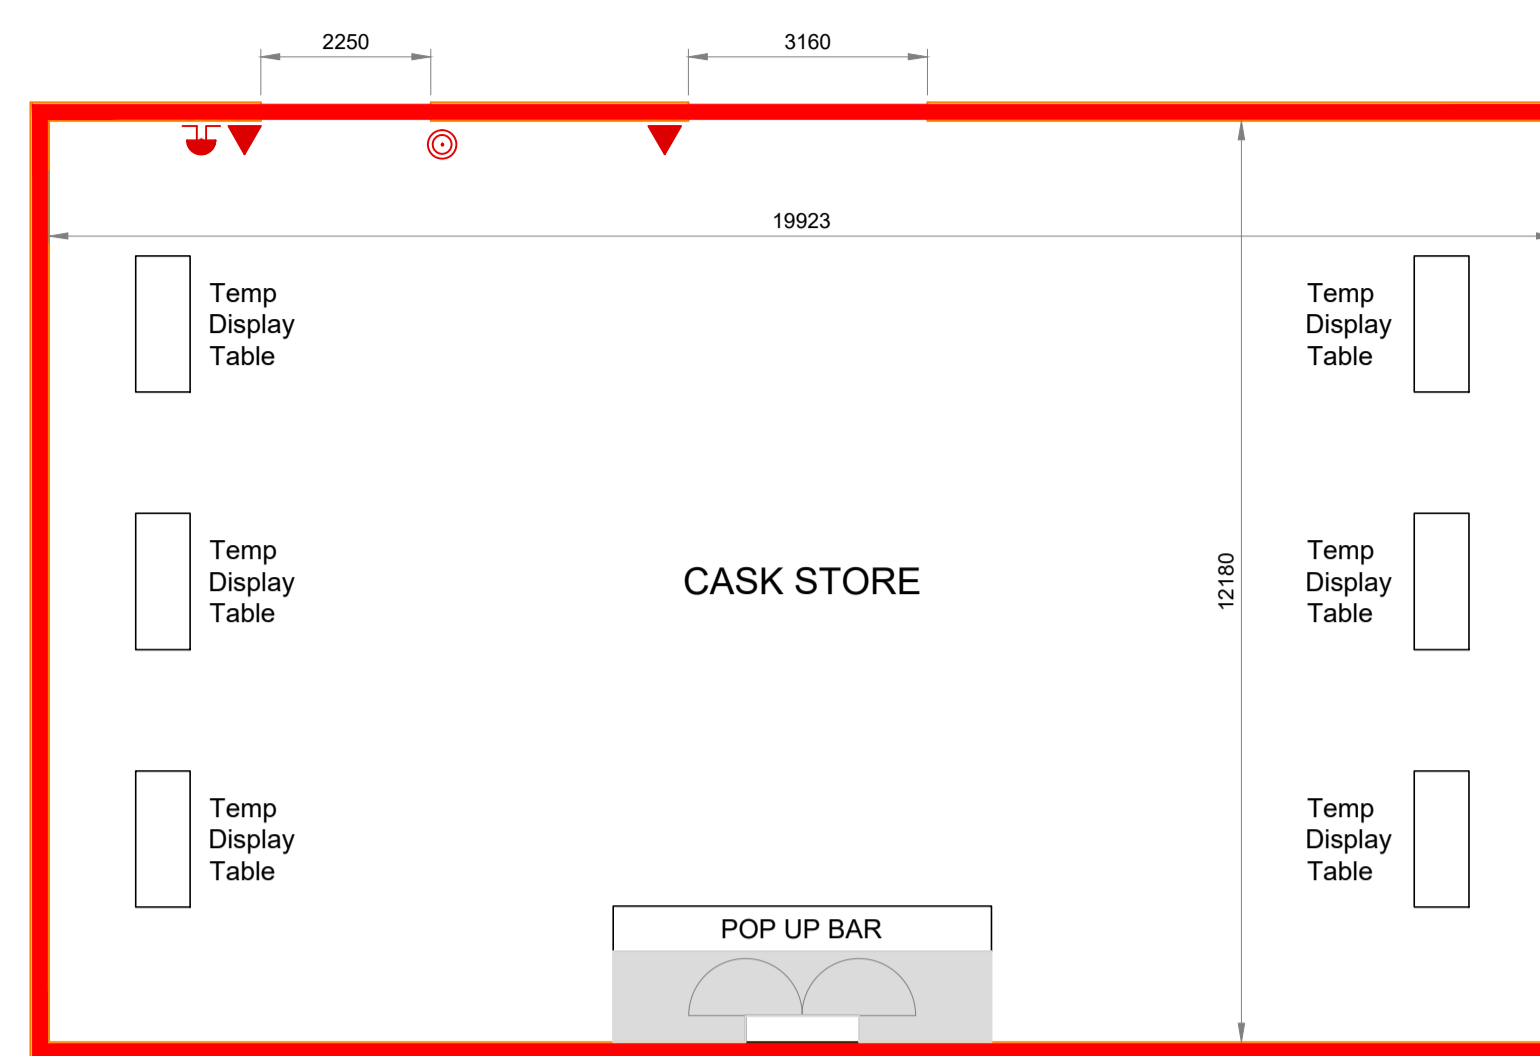 2250
3160
19923
Temp
Display
Table
Temp
Display
Table
Temp
Display
Table
CASK STORE
12180
Temp
Display
Table
Temp
Display
Table
Temp
Display
Table
POP UP BAR